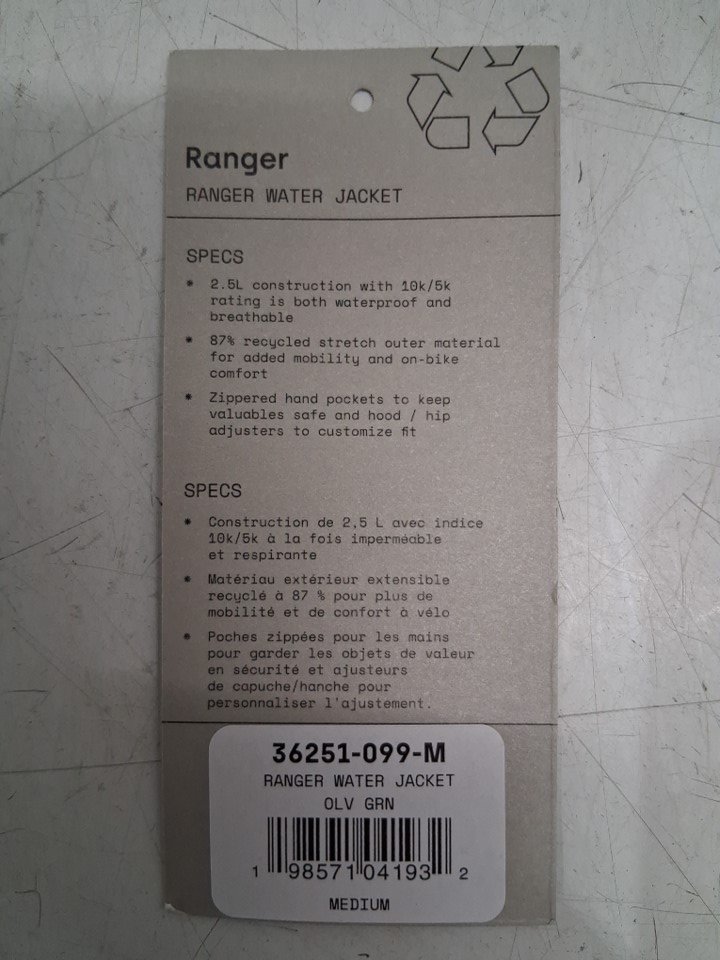 Ranger
RANGER WATER JACKET
SPECS
* 2.5L construction with 10k/5k
rating is both waterproof and
breathable
* 87% recycled stretch outer material
for added mobility and on-bike
comfort
* Zippered hand pockets to keep
valuables safe and hood / hip
adjusters to customize fit
SPECS
* Construction de 2,5 L avec indice
10k/5k à la fois imperméable
et respirante
* Matériau extérieur extensible
recyclé à 87 % pour plus de
mobilité et de confort à vélo
* Poches zippées pour les mains
pour garder les objets de valeur
en sécurité et ajusteurs
de capuche/hanche pour
personnaliser l'ajustement.
36251-099-M
RANGER WATER JACKET
OLV GRN
1 98571 04193 2
MEDIUM